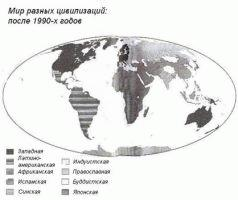 Мир разных цивилизаций:
после 1990-х годов
Западная
Латино-
американская
Африканская
Исламская
Синская
Индуистская
Православная
Буддистская
Японская